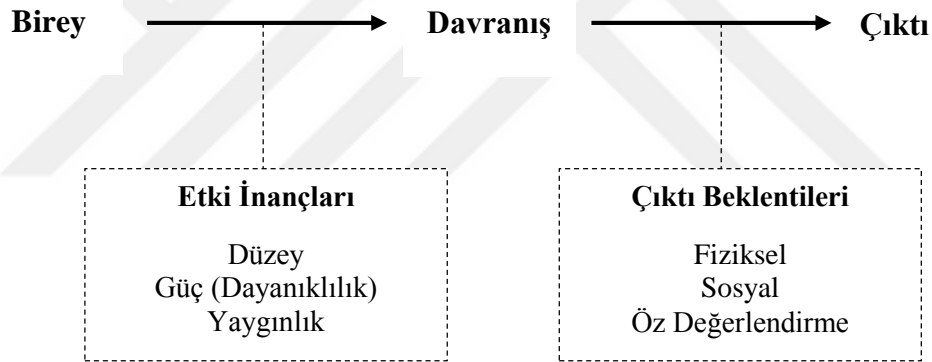 Birey Davranış Çıktı
Etki İnançları
Düzey
Güç (Dayanıklılık)
Yaygınlık
Çıktı Beklentileri
Fiziksel
Sosyal
Öz Değerlendirme